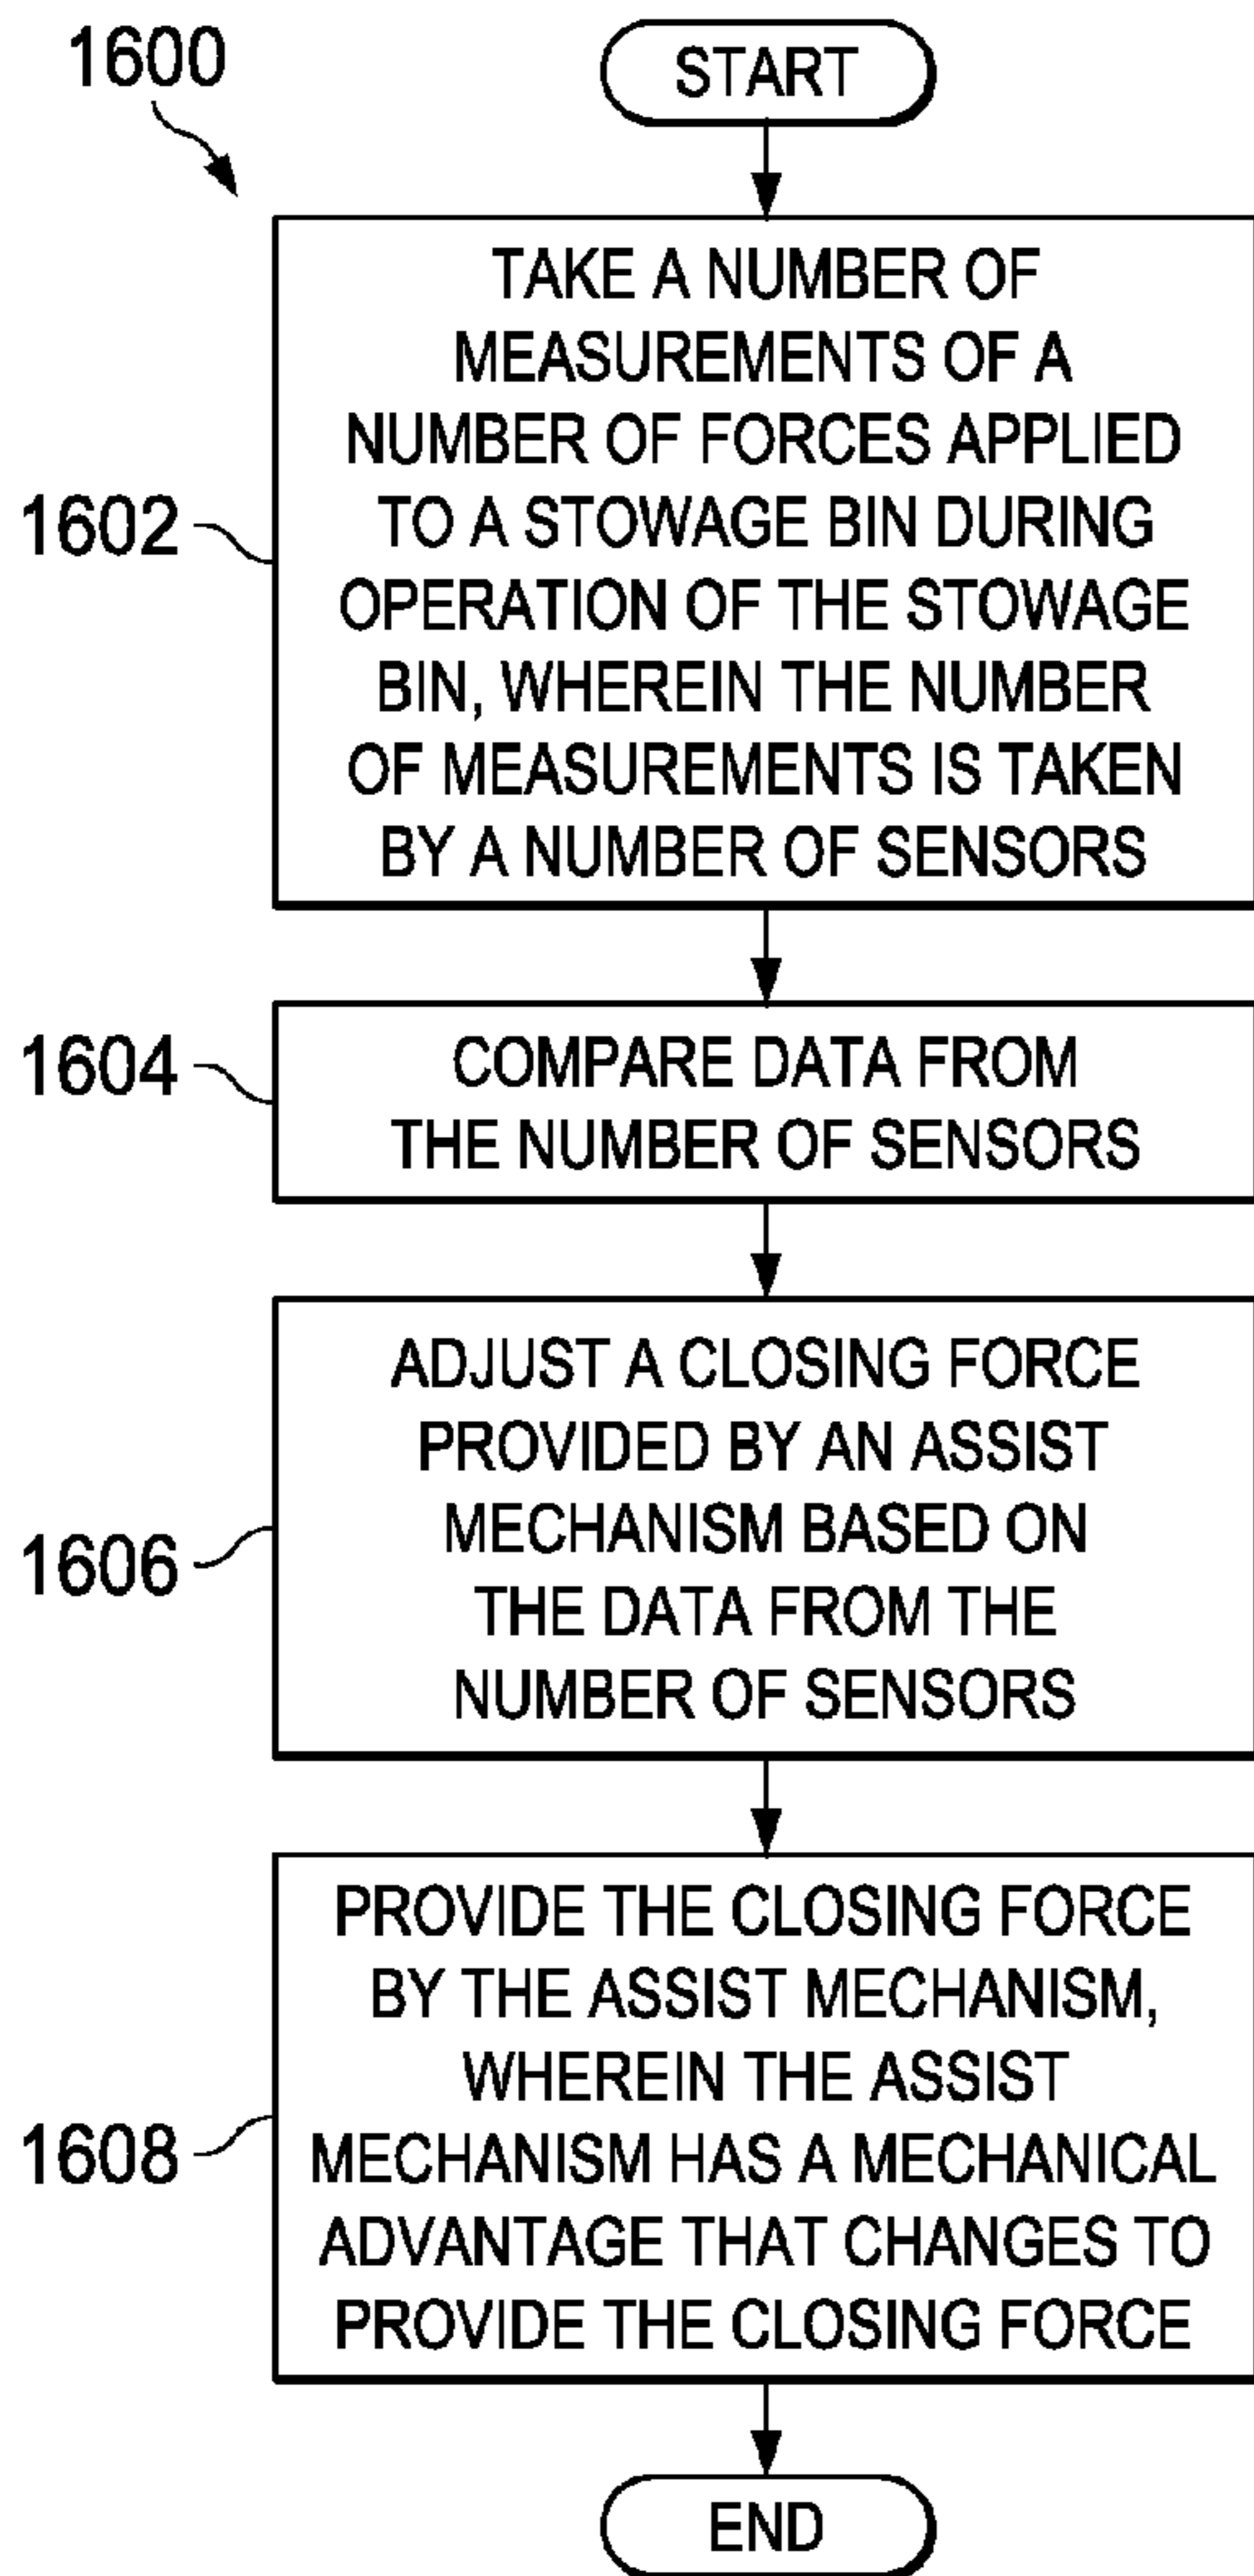 1600
START
TAKE A NUMBER OF
MEASUREMENTS OF A
NUMBER OF FORCES APPLIED
TO A STOWAGE BIN DURING
OPERATION OF THE STOWAGE
BIN, WHEREIN THE NUMBER
OF MEASUREMENTS IS TAKEN
BY A NUMBER OF SENSORS
1602
COMPARE DATA FROM
THE NUMBER OF SENSORS
1604
ADJUST A CLOSING FORCE
PROVIDED BY AN ASSIST
MECHANISM BASED ON
THE DATA FROM THE
NUMBER OF SENSORS
1606
PROVIDE THE CLOSING FORCE
BY THE ASSIST MECHANISM,
WHEREIN THE ASSIST
MECHANISM HAS A MECHANICAL
ADVANTAGE THAT CHANGES TO
PROVIDE THE CLOSING FORCE
1608
END